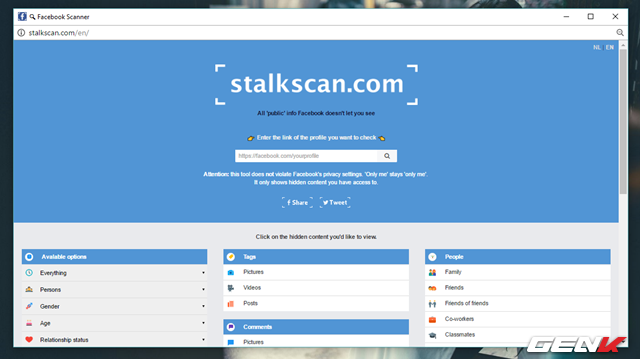 Facebook Scanner
stalkscan.com/en/
NL | EN
stalkscan.com
All 'public' info Facebook doesn't let you see
Enter the link of the profile you want to check
https://facebook.com/yourprofile
Attention: this tool does not violate Facebook's privacy settings. 'Only me' stays 'only me'.
It only shows hidden content you have access to.
Share Tweet
Click on the hidden content you'd like to view.
Available options
Everything
Persons
Gender
Age
Relationship status
Tags
Pictures
Videos
Posts
Comments
Pictures
People
Family
Friends
Friends of friends
Co-workers
Classmates
GENK